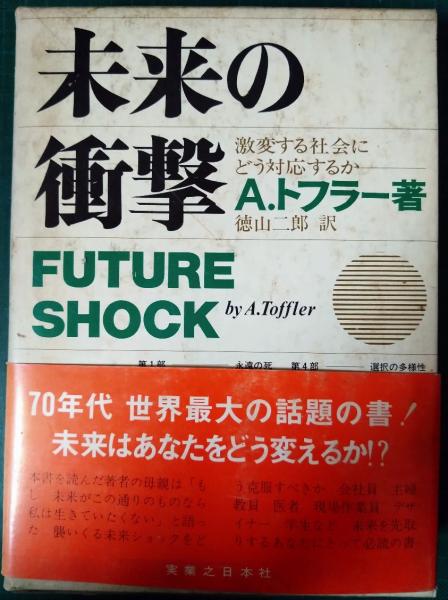 未来の
衝撃
激変する社会に
どう対応するか
A.トフラー著
徳山二郎 訳
FUTURE
SHOCK
by A.Toffler
第1部
永遠の死
第4部
選択の多様性
70年代 世界最大の話題の書!
未来はあなたをどう変えるか!?
本書を読んだ著者の母親は「も
し 未来がこの通りのものなら
私は生きていたくない」と語っ
た 襲いくる未来ショックをど
う克服すべきか 会社員 主婦
教員 医者 現場作業員 デザ
イナー 学生など 未来を先取
りするあなたにとって必読の書
実業之日本社